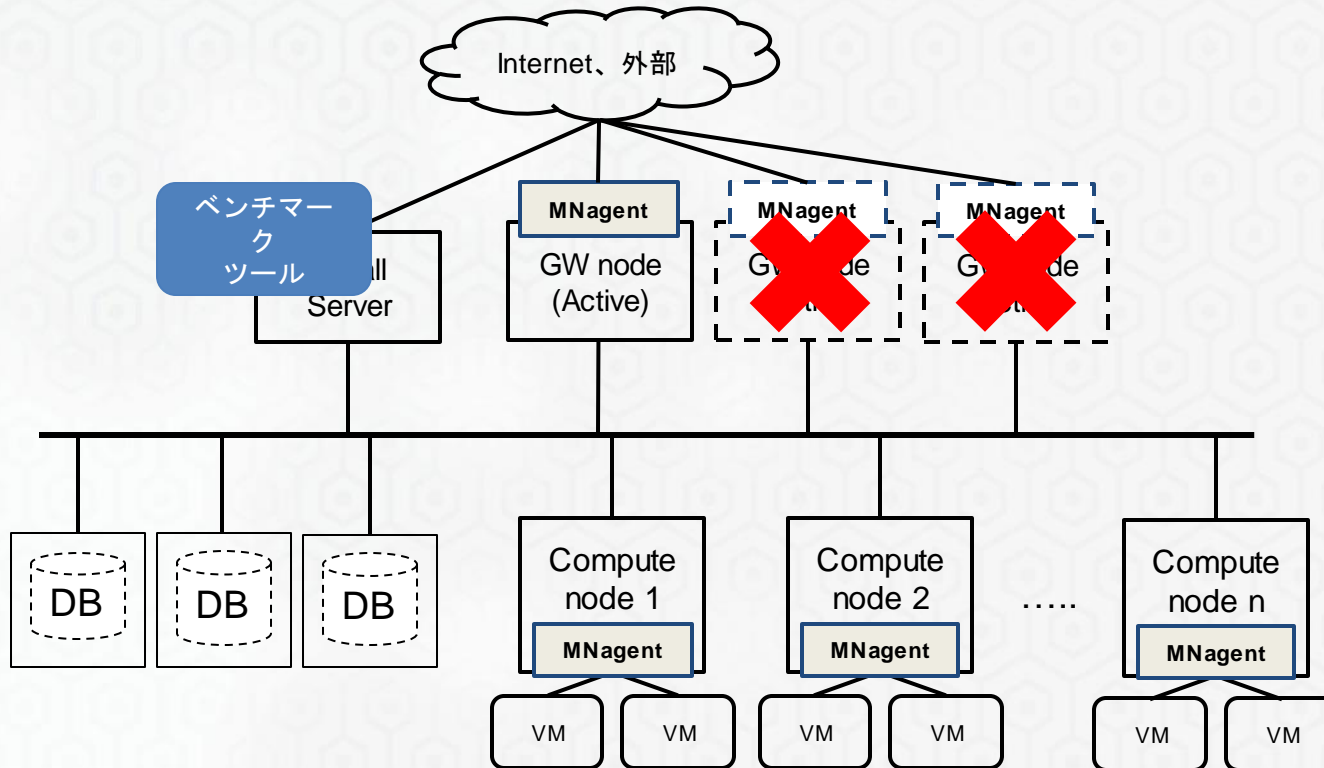 Internet、外部
ベンチマー
ク
ツール
all
Server
MNagent
GW node
(Active)
MNagent
MNagent
DB
DB
DB
Compute
node 1
MNagent
Compute
node 2
MNagent
.....
Compute
node n
MNagent
VM
VM
VM
VM
VM
VM